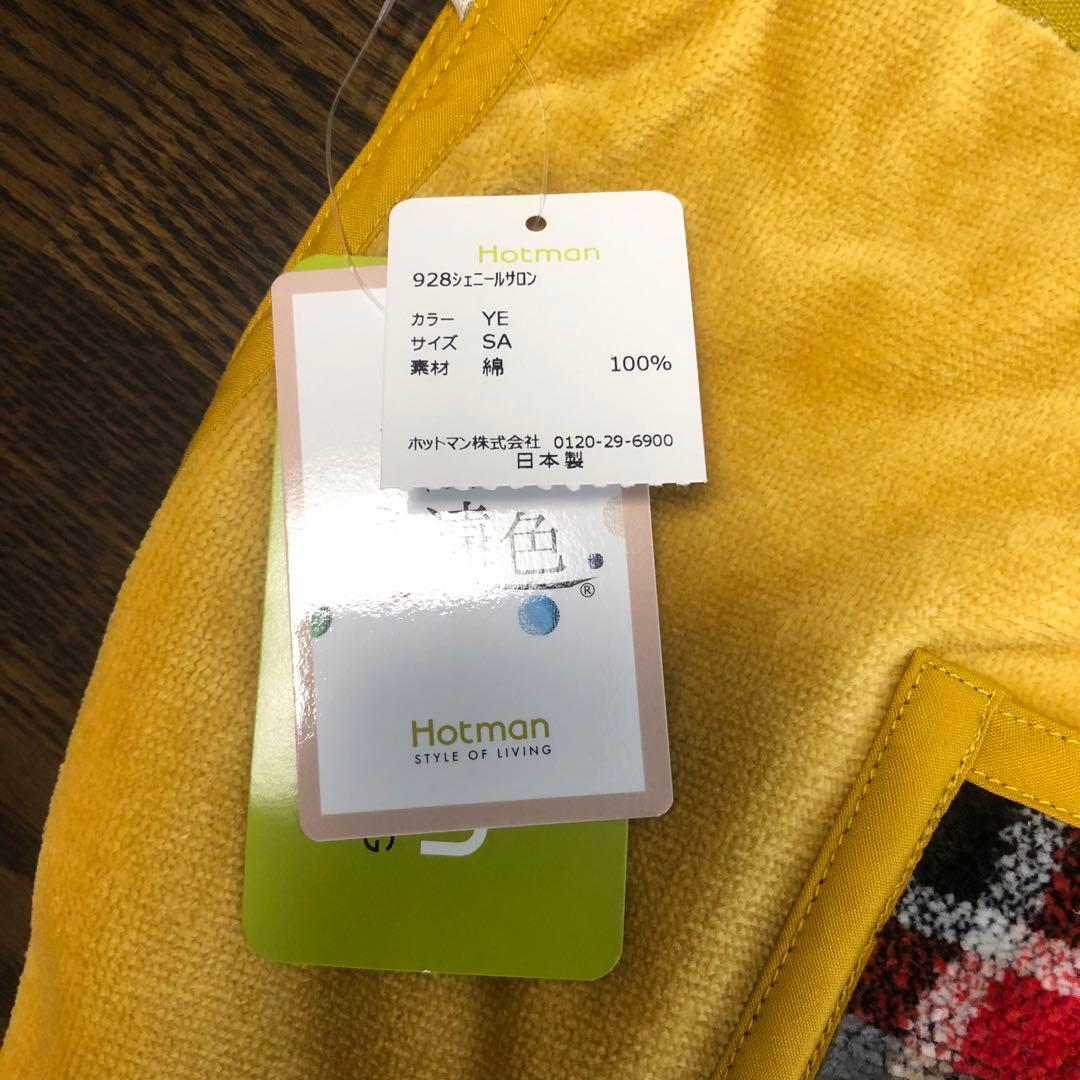 Hotman
928シェニールサロン
カラー YE
サイズ SA
素材 綿 100%
ホットマン株式会社 0120-29-6900
日本製
色
®
Hotman
STYLE OF LIVING